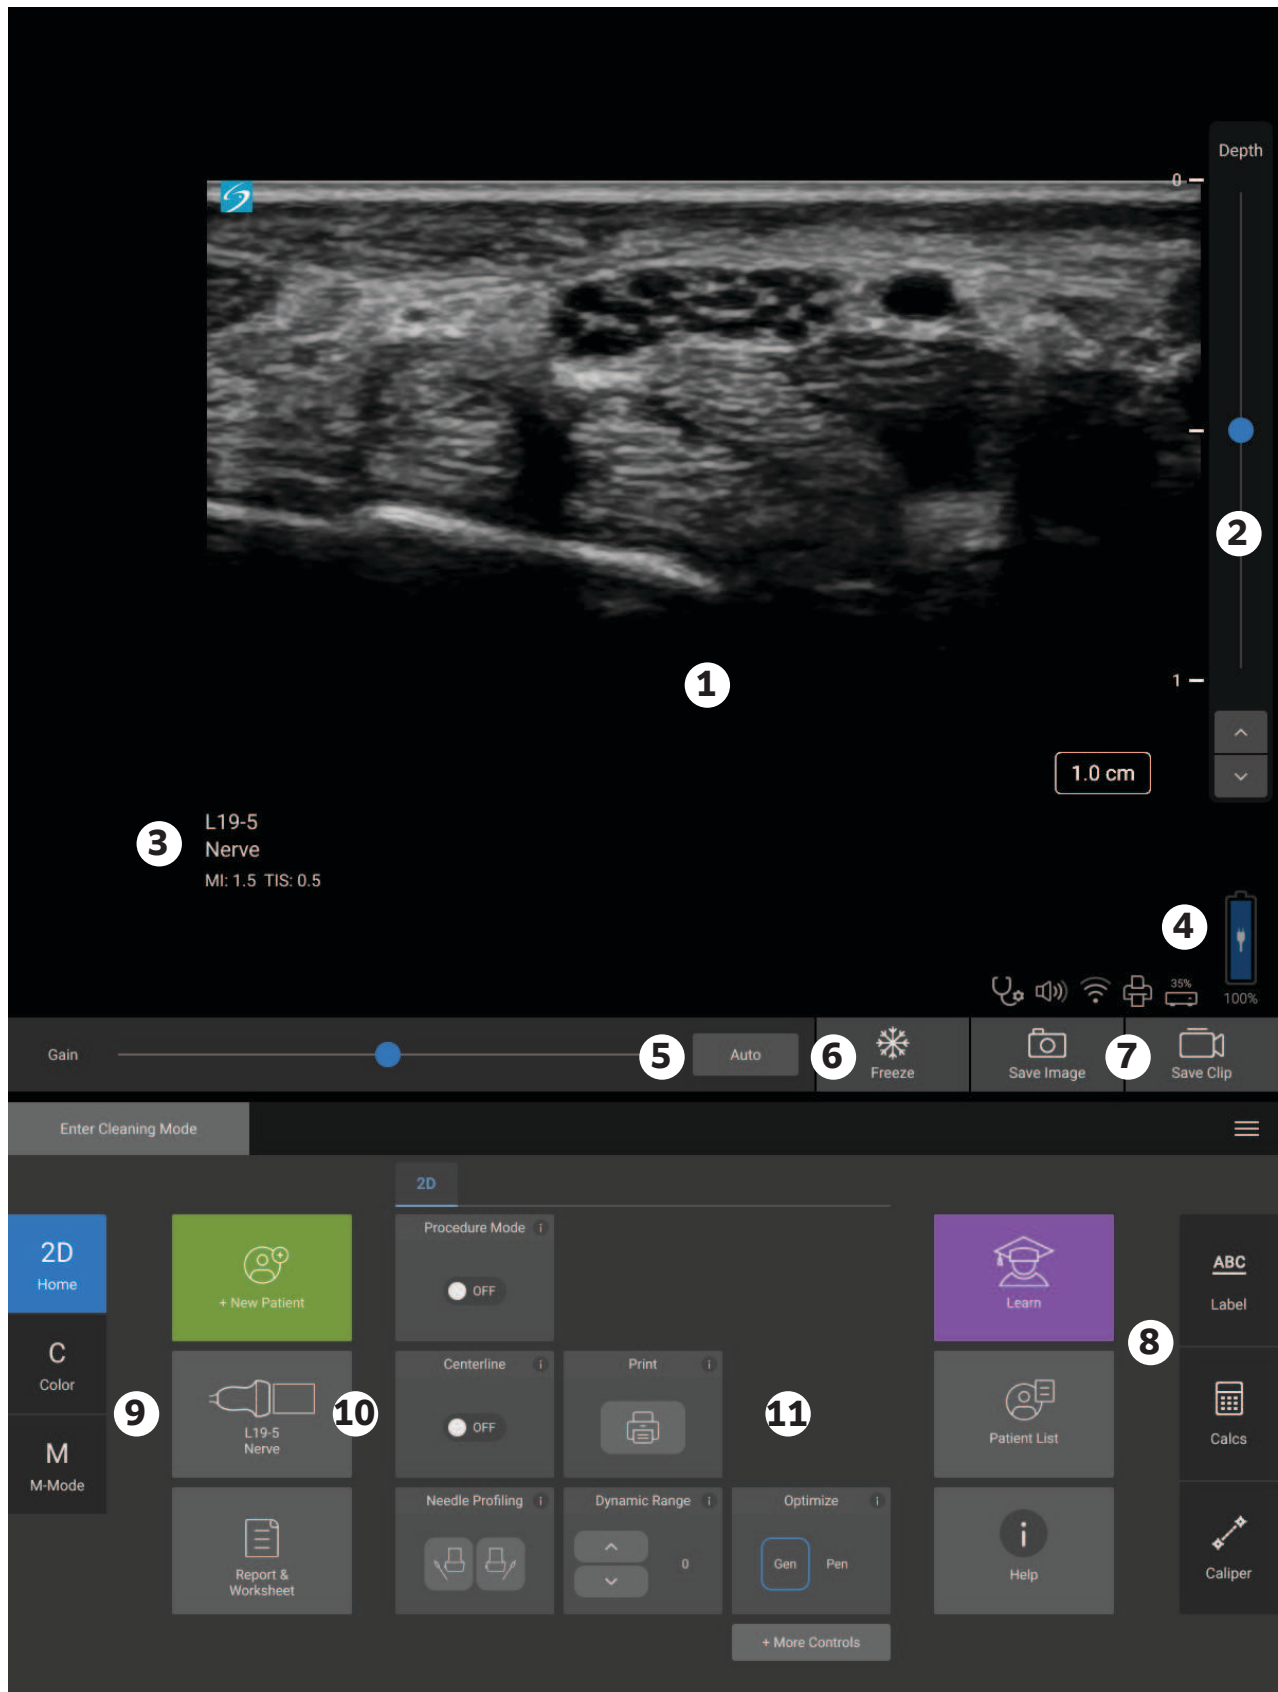 Depth
0
2
1
1
1.0 cm
3
L19-5
Nerve
MI: 1.5 TIS: 0.5
4
35%
100%
Gain
5
Auto
6
Freeze
Save Image
7
Save Clip
Enter Cleaning Mode
2D
2D
Home
C
Color
M
M-Mode
9
+ New Patient
L19-5
Nerve
10
Report &
Worksheet
Procedure Mode i
OFF
Centerline i
OFF
Print i
11
Needle Profiling i
Dynamic Range i
0
Optimize i
Gen Pen
+ More Controls
Learn
Patient List
i
Help
8
ABC
Label
Calcs
Caliper